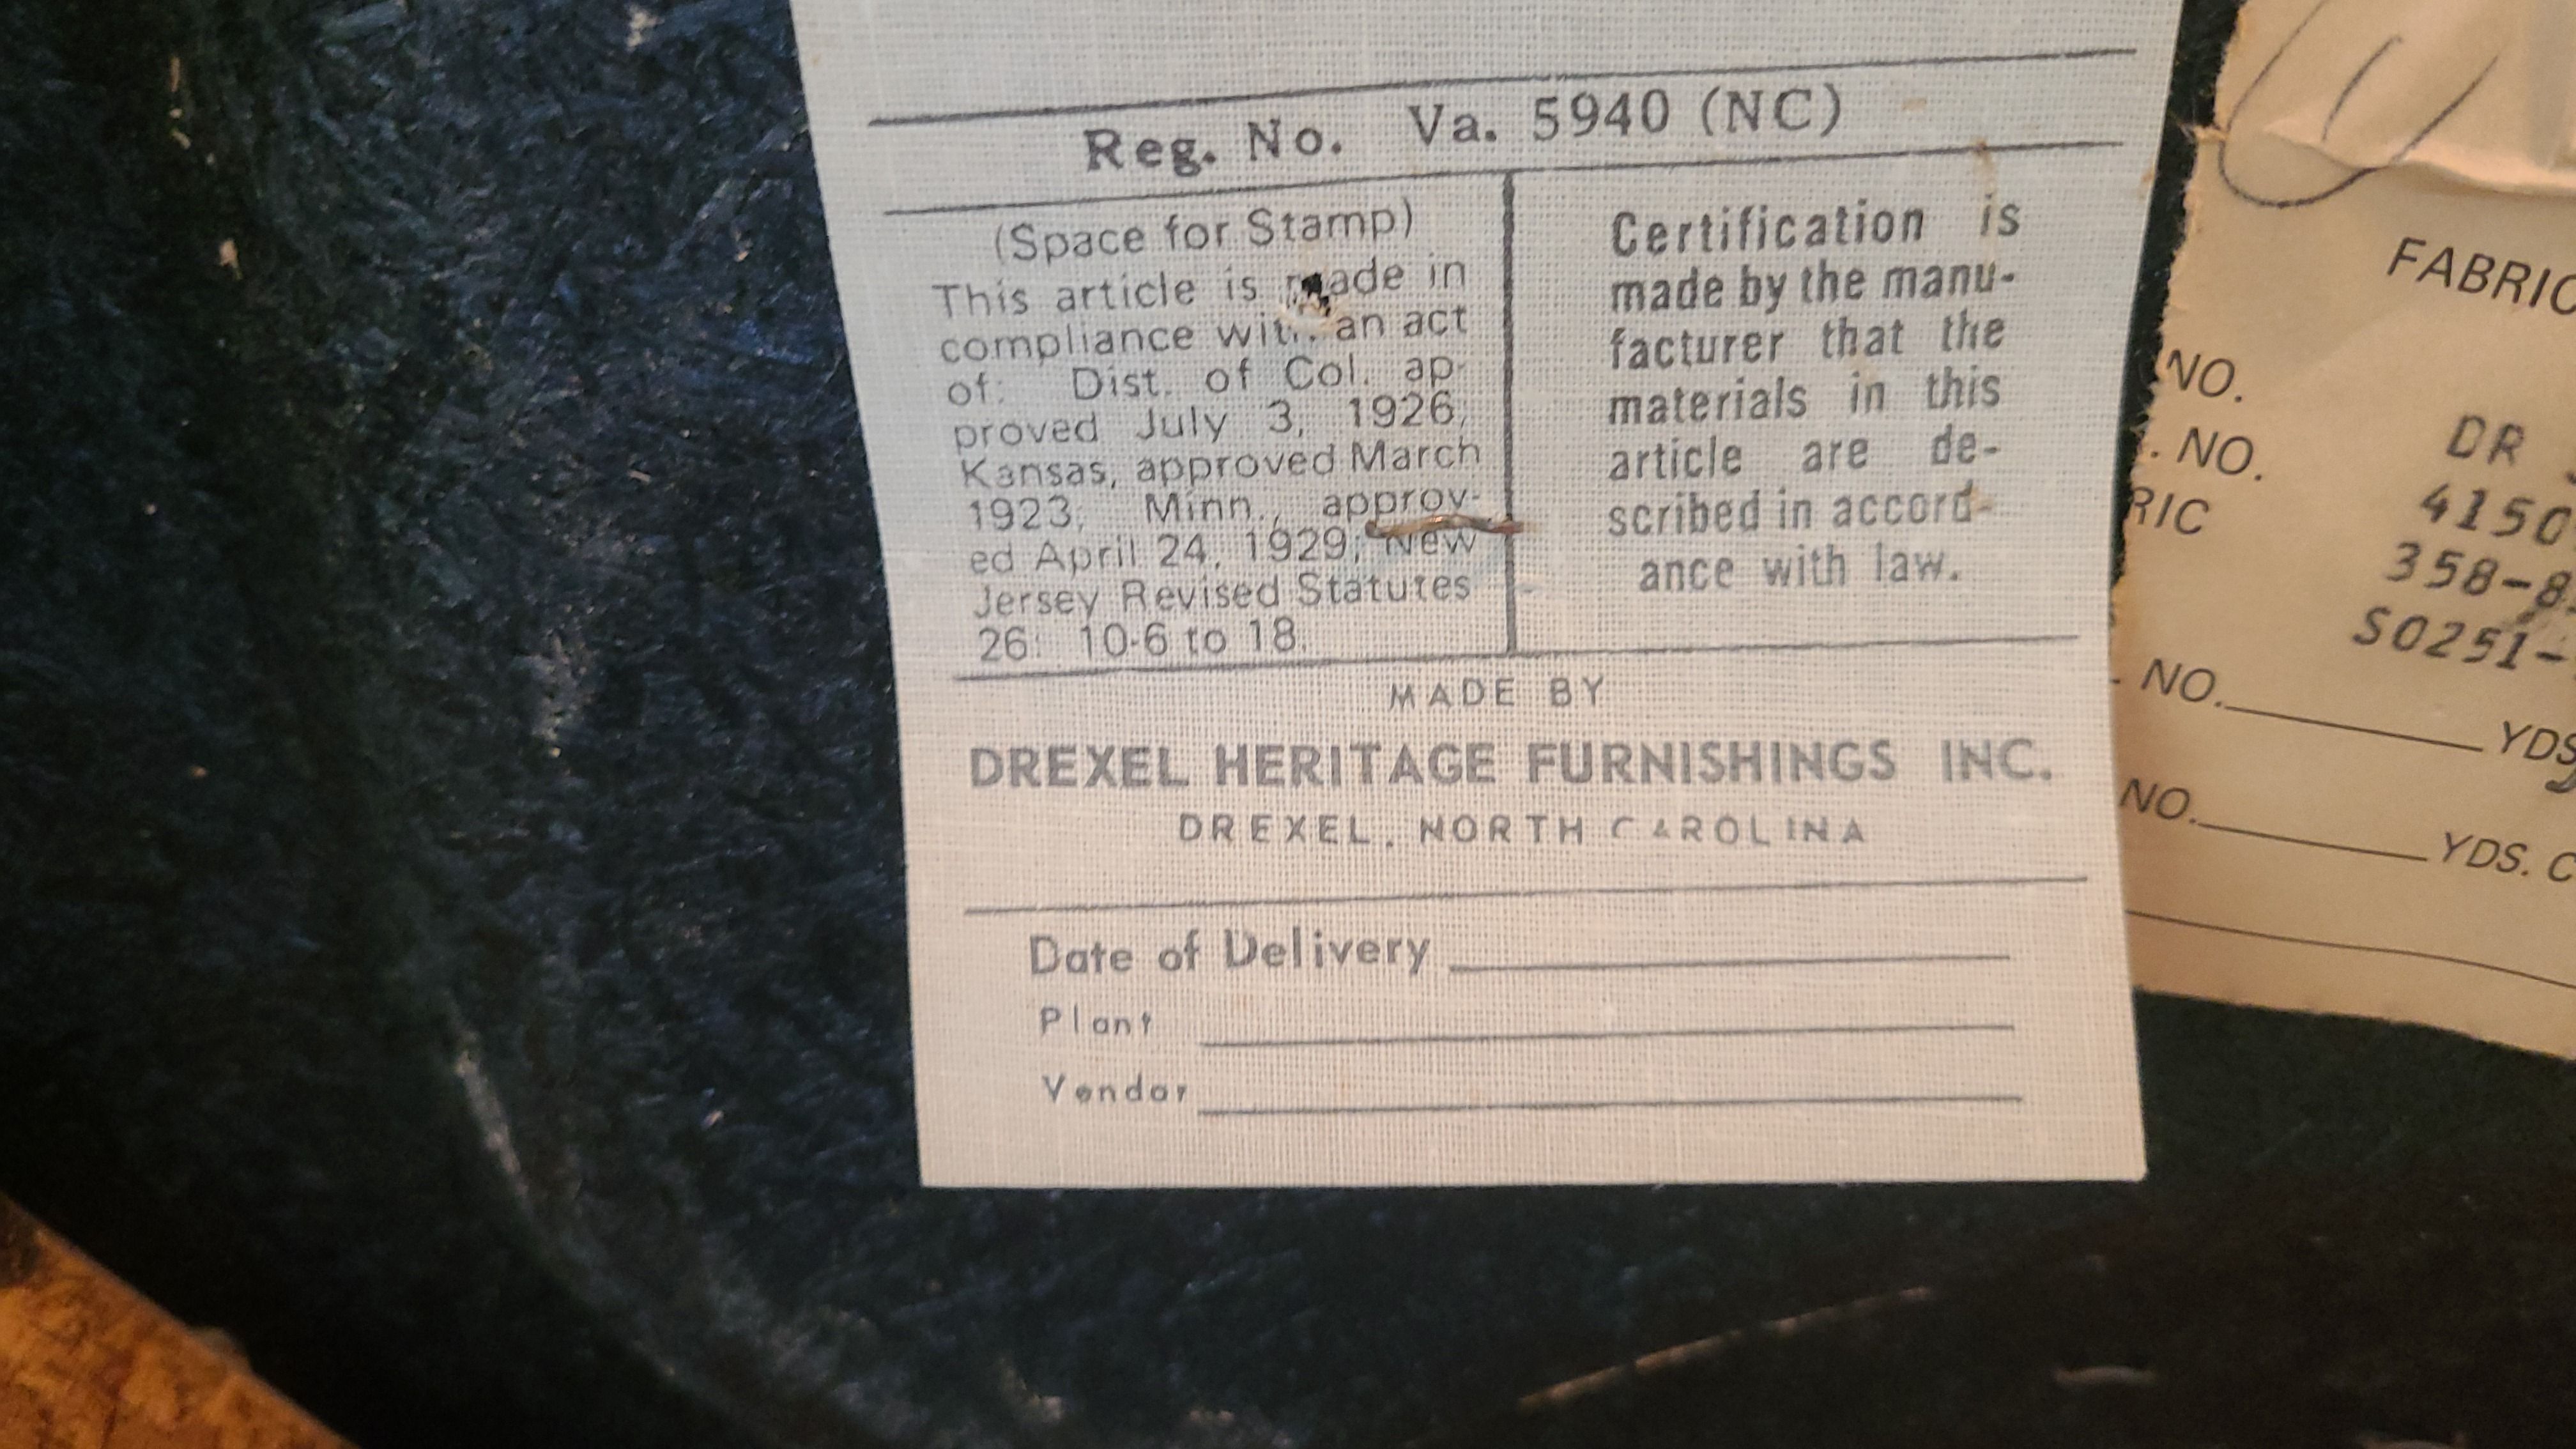 Reg. No. Va. 5940 (NC)
(Space for Stamp)
This article is made in
compliance with an act
of: Dist. of Col. ap-
proved July 3, 1926,
Kansas, approved March
1923; Minn., approv-
ed April 24, 1929; New
Jersey Revised Statutes
26: 10-6 to 18.
Certification is
made by the manu-
facturer that the
materials in this
article are de-
scribed in accord-
ance with law.
MADE BY
DREXEL HERITAGE FURNISHINGS INC.
DREXEL, NORTH CAROLINA
Date of Delivery
Plant
Vendor
FABRIC
NO.
. NO. DR
RIC 4150
358-8
S0251-
NO. YDS
NO. YDS. C